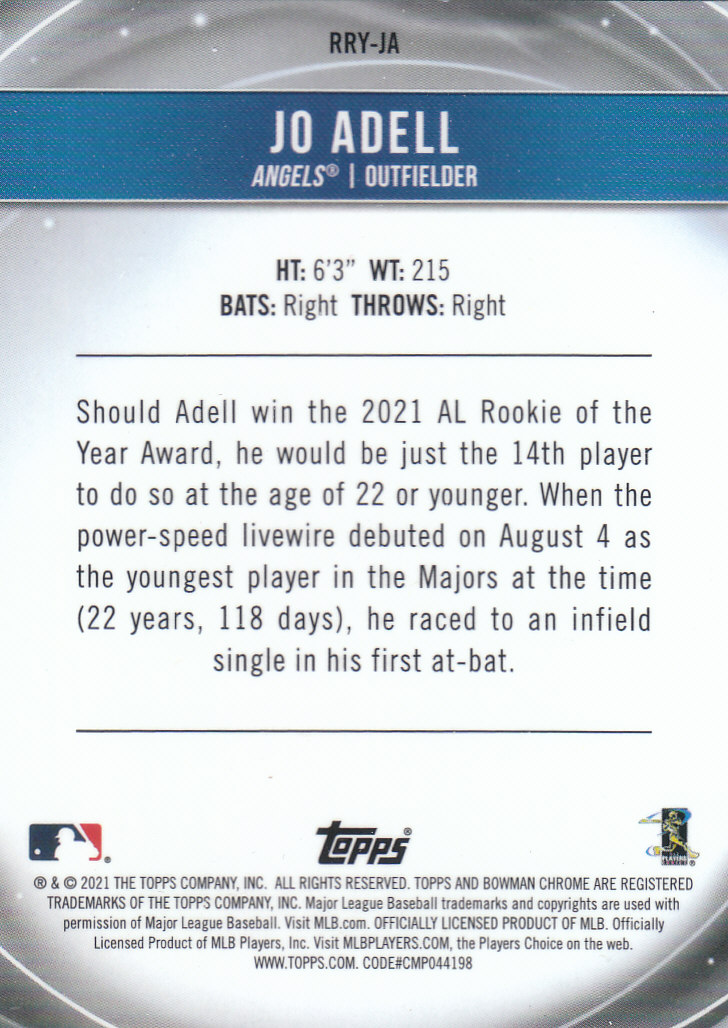 RRY-JA
JO ADELL
ANGELS® | OUTFIELDER
HT: 6'3" WT: 215
BATS: Right THROWS: Right
Should Adell win the 2021 AL Rookie of the
Year Award, he would be just the 14th player
to do so at the age of 22 or younger. When the
power-speed livewire debuted on August 4 as
the youngest player in the Majors at the time
(22 years, 118 days), he raced to an infield
single in his first at-bat.
Topps®
PLAYERS
CHOICE ®
® & © 2021 THE TOPPS COMPANY, INC. ALL RIGHTS RESERVED. TOPPS AND BOWMAN CHROME ARE REGISTERED
TRADEMARKS OF THE TOPPS COMPANY, INC. Major League Baseball trademarks and copyrights are used with
permission of Major League Baseball. Visit MLB.com. OFFICIALLY LICENSED PRODUCT OF MLB. Officially
Licensed Product of MLB Players, Inc. Visit MLBPLAYERS.COM, the Players Choice on the web.
WWW.TOPPS.COM. CODE#CMP044198